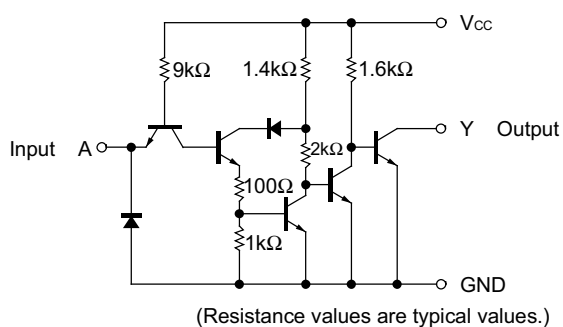 VCC
9kΩ
1.4kΩ
1.6kΩ
Input A
Y Output
2kΩ
100Ω
1kΩ
GND
(Resistance values are typical values.)